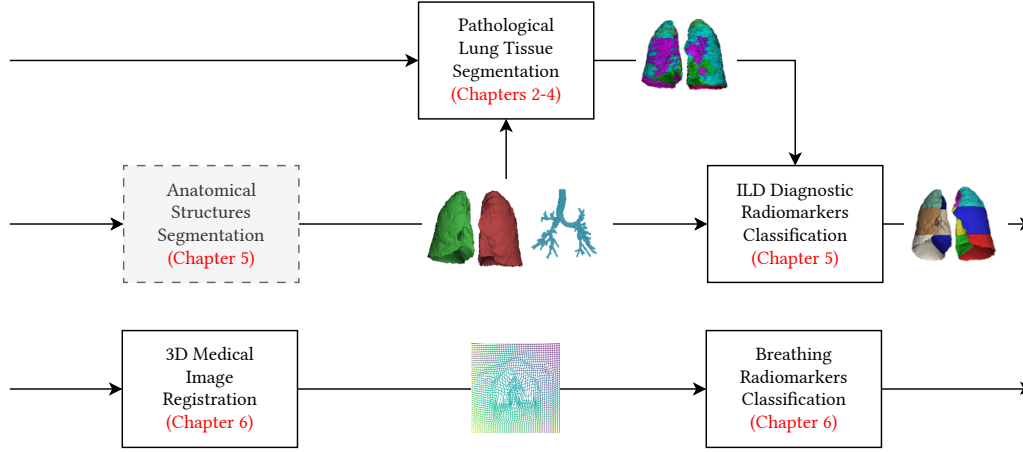 Pathological
Lung Tissue
Segmentation
(Chapters 2-4)
Anatomical
Structures
Segmentation
(Chapter 5)
ILD Diagnostic
Radiomarkers
Classification
(Chapter 5)
3D Medical
Image
Registration
(Chapter 6)
Breathing
Radiomarkers
Classification
(Chapter 6)